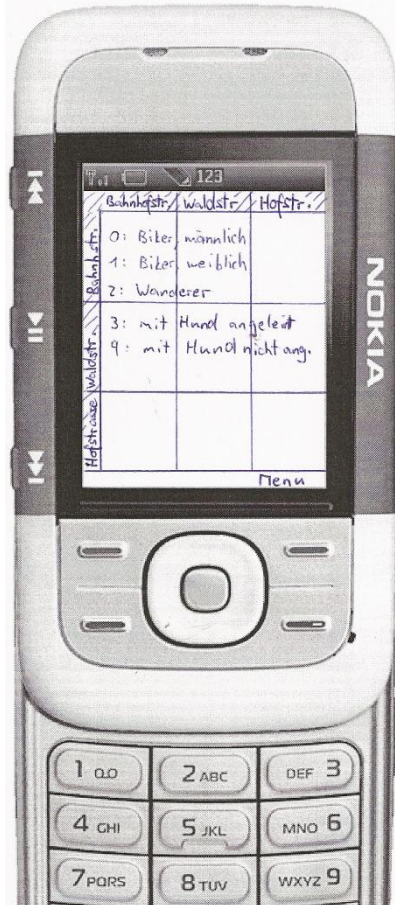 123
Bahnhofstr. Waldstr. Hofstr.
Bahnhfstr.
0: Biker, männlich
1: Biker, weiblich
2: Wanderer
Waldstr.
3: mit Hund angeleint
4: mit Hund nicht ang.
Hofstrasse
Menu
NOKIA
1 2 ABC DEF 3
4 GHI 5 JKL MNO 6
7 PQRS 8 TUV WXYZ 9